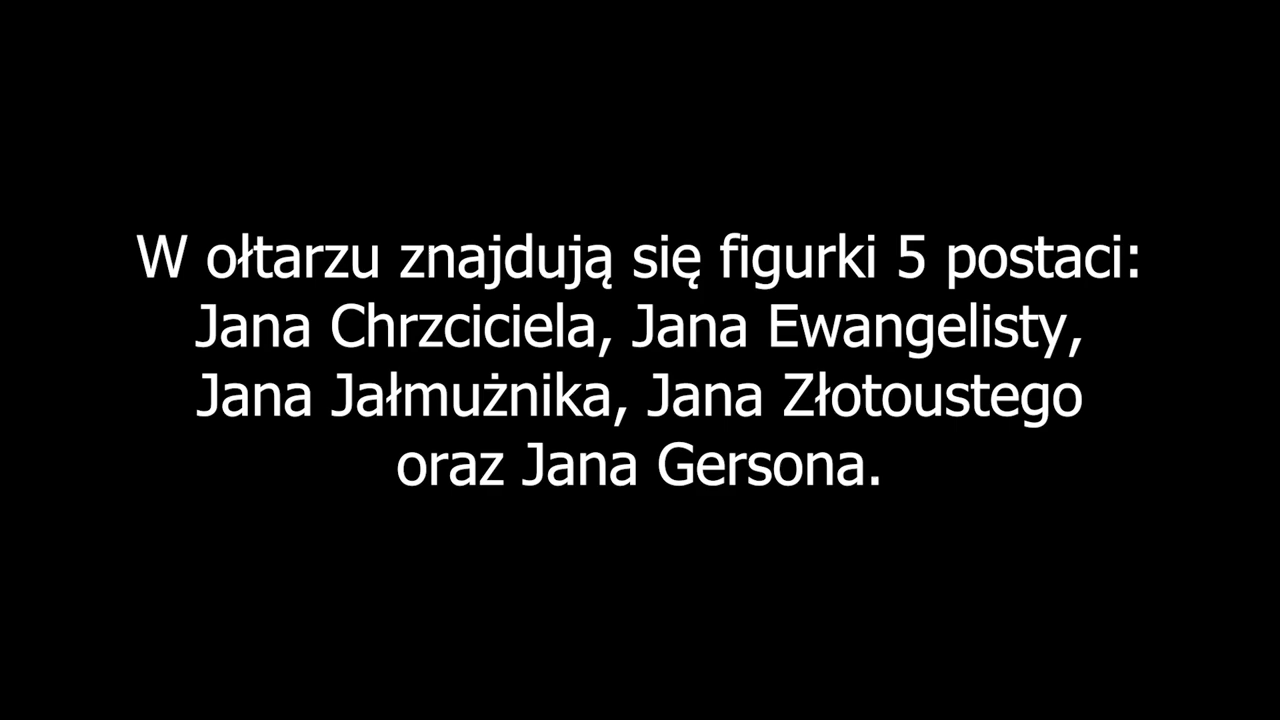 W ołtarzu znajdują się figurki 5 postaci:
Jana Chrzciciela, Jana Ewangelisty,
Jana Jałmużnika, Jana Złotoustego
oraz Jana Gersona.